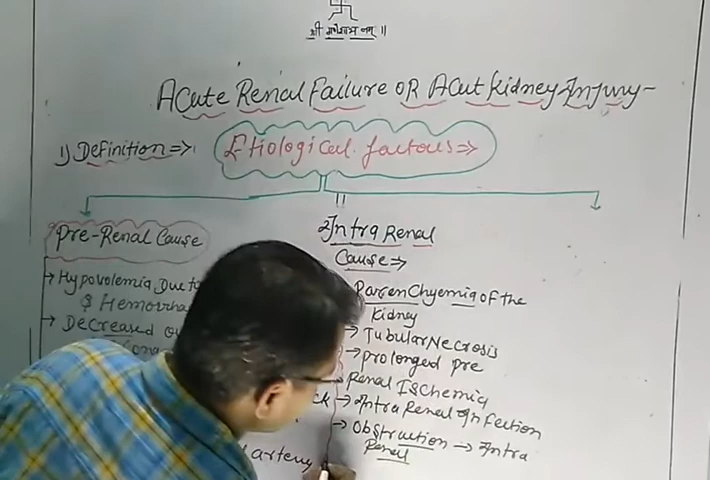 श्री गणेशाय नमः ||
Acute Renal Failure OR Acut Kidney Injury-
1) Definition =>
Etiological factors =>
Pre-Renal Cause
→ Hypovolemia Due to
& Hemorrha
→ Decreased
Intra Renal
Cause =>
ParenChyemia of the
Kidney
→ Tubular Necrosis
→ Prolonged pre
Renal Ischemia
→ Intra Renal Infection
→ Obstruction → Intra
Renal
artery